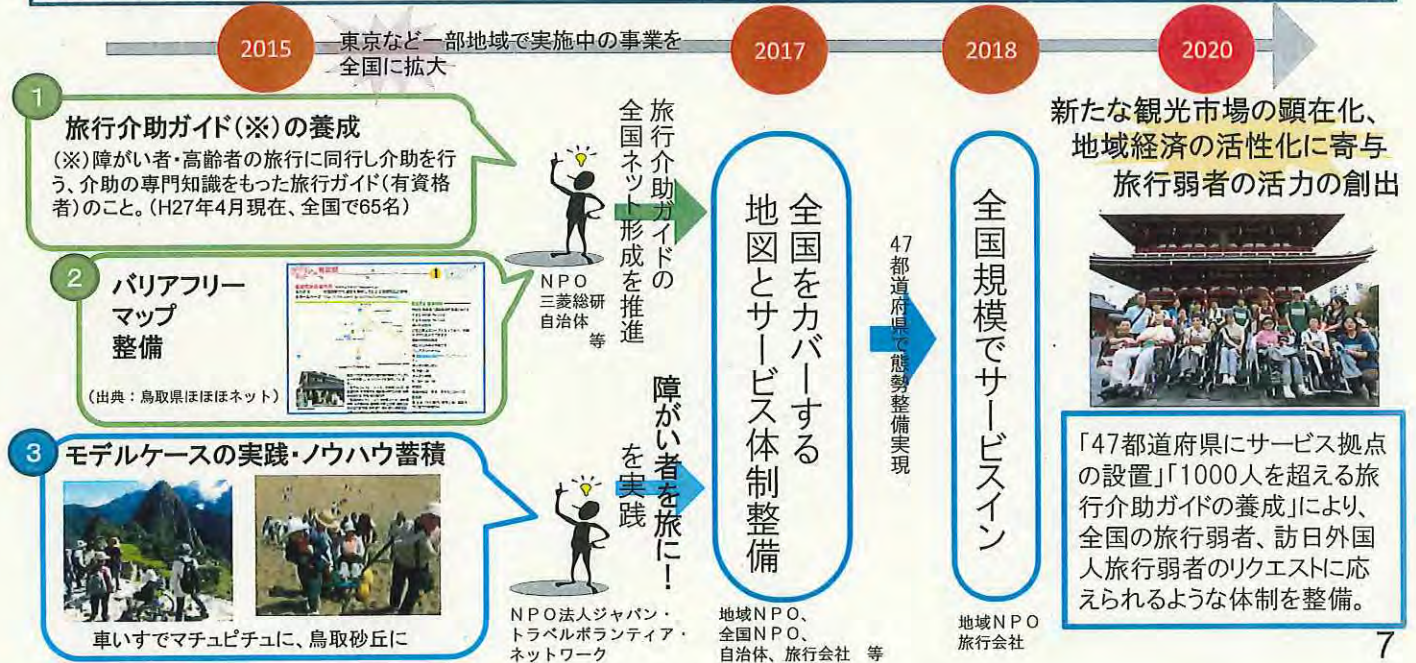 2015
東京など一部地域で実施中の事業を
全国に拡大
2017
2018
2020
1
旅行介助ガイド(※)の養成
(※)障がい者・高齢者の旅行に同行し介助を行
う、介助の専門知識をもった旅行ガイド(有資格
者)のこと。(H27年4月現在、全国で65名)
2
バリアフリー
マップ
整備
(出典:鳥取県ほほほネット)
3
モデルケースの実践・ノウハウ蓄積
車いすでマチュピチュに、鳥取砂丘に
NPO
三菱総研
自治体
等
旅行介助ガイドの
全国ネット形成を推進
障がい者を旅に!
を実践
NPO法人ジャパン・
トラベルボランティア・
ネットワーク
全国をカバーする
地図とサービス体制整備
地域NPO、
全国NPO、
自治体、旅行会社 等
47都道府県で態勢整備実現
全国規模でサービスイン
地域NPO
旅行会社
新たな観光市場の顕在化、
地域経済の活性化に寄与
旅行弱者の活力の創出
「47都道府県にサービス拠点
の設置」「1000人を超える旅
行介助ガイドの養成」により、
全国の旅行弱者、訪日外国
人旅行弱者のリクエストに応
えられるような体制を整備。
7